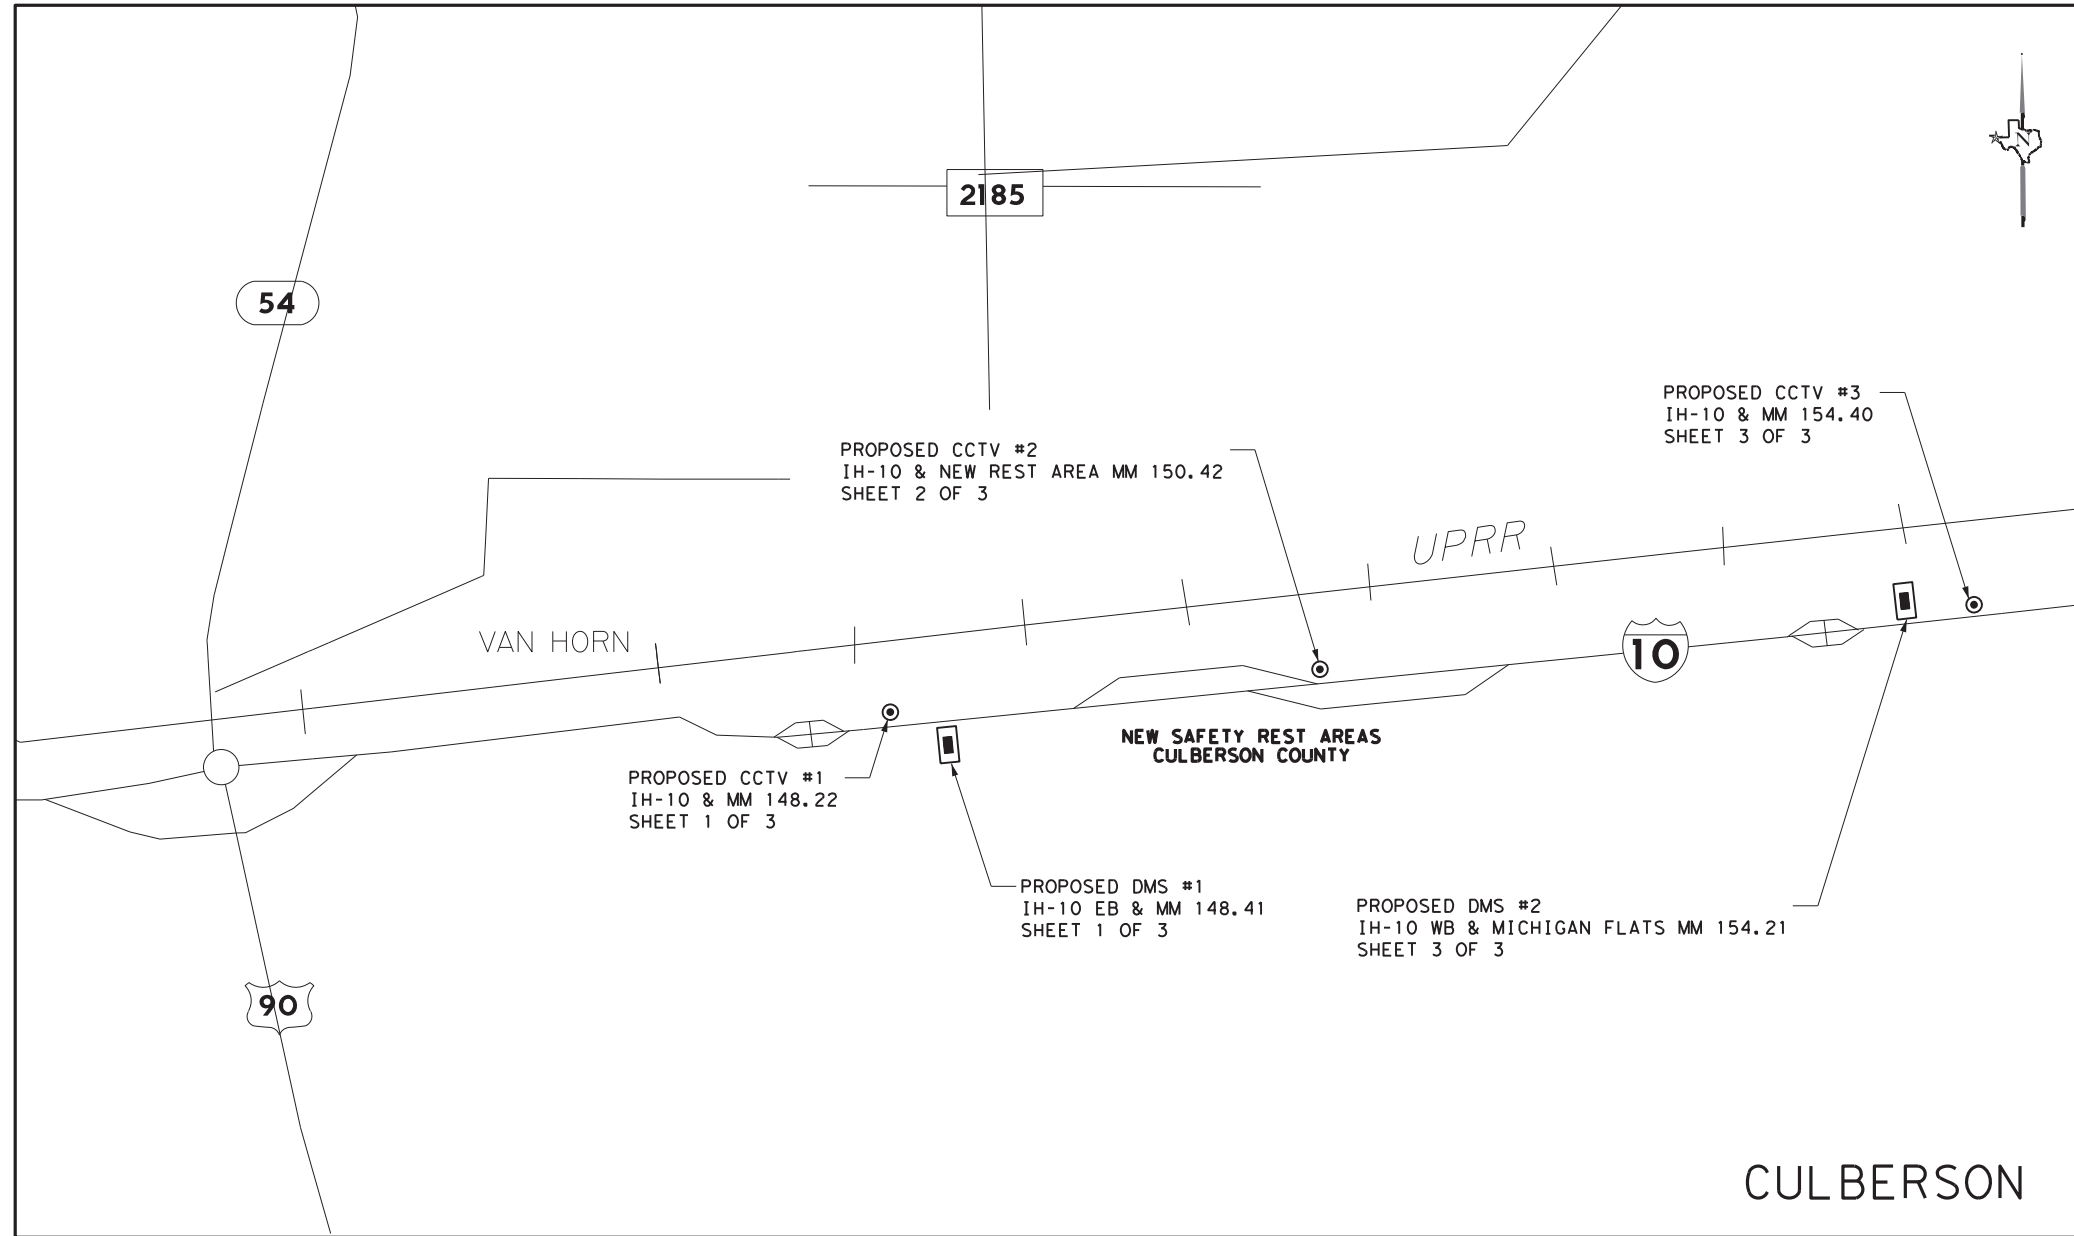 N
2185
54
PROPOSED CCTV #3
IH-10 & MM 154.40
SHEET 3 OF 3
PROPOSED CCTV #2
IH-10 & NEW REST AREA MM 150.42
SHEET 2 OF 3
UPRR
VAN HORN
10
NEW SAFETY REST AREAS
CULBERSON COUNTY
PROPOSED CCTV #1
IH-10 & MM 148.22
SHEET 1 OF 3
PROPOSED DMS #1
IH-10 EB & MM 148.41
SHEET 1 OF 3
PROPOSED DMS #2
IH-10 WB & MICHIGAN FLATS MM 154.21
SHEET 3 OF 3
90
CULBERSON